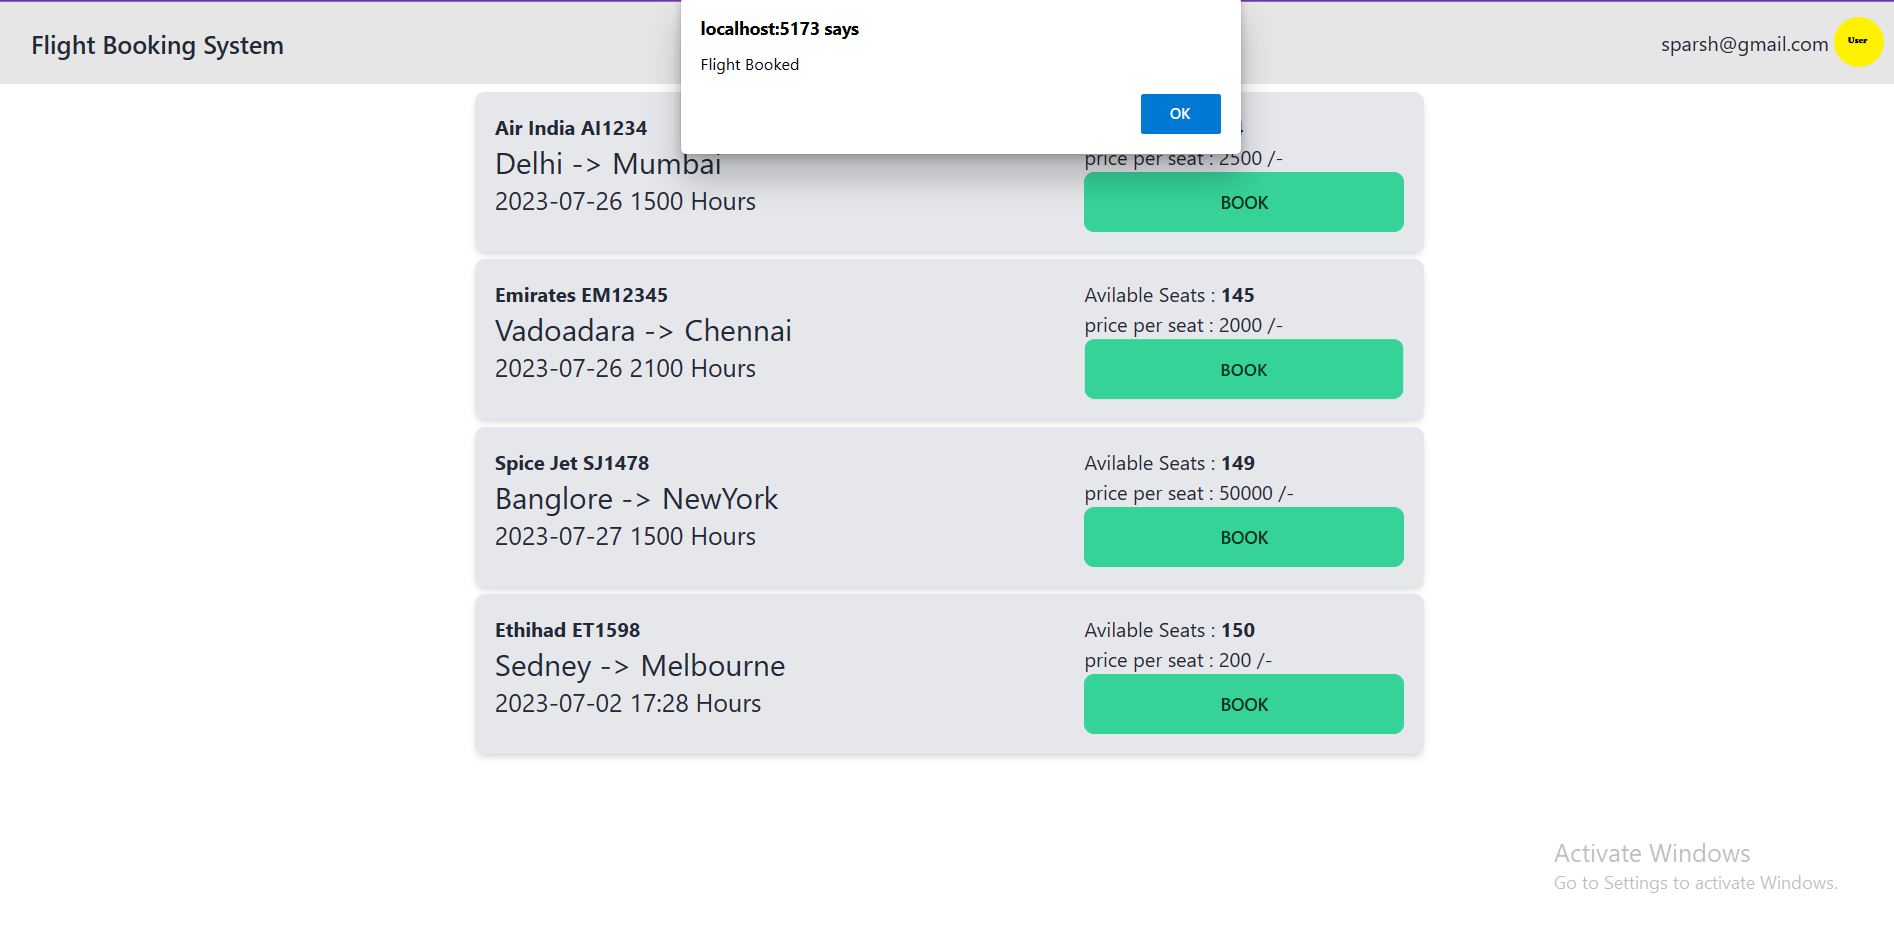 Flight Booking System
sparsh@gmail.com
User
localhost:5173 says
Flight Booked
OK
Air India AI1234
Delhi -> Mumbai
2023-07-26 1500 Hours
price per seat : 2500 /-
BOOK
Emirates EM12345
Vadoadara -> Chennai
2023-07-26 2100 Hours
Avilable Seats : 145
price per seat : 2000 /-
BOOK
Spice Jet SJ1478
Banglore -> NewYork
2023-07-27 1500 Hours
Avilable Seats : 149
price per seat : 50000 /-
BOOK
Ethihad ET1598
Sedney -> Melbourne
2023-07-02 17:28 Hours
Avilable Seats : 150
price per seat : 200 /-
BOOK
Activate Windows
Go to Settings to activate Windows.